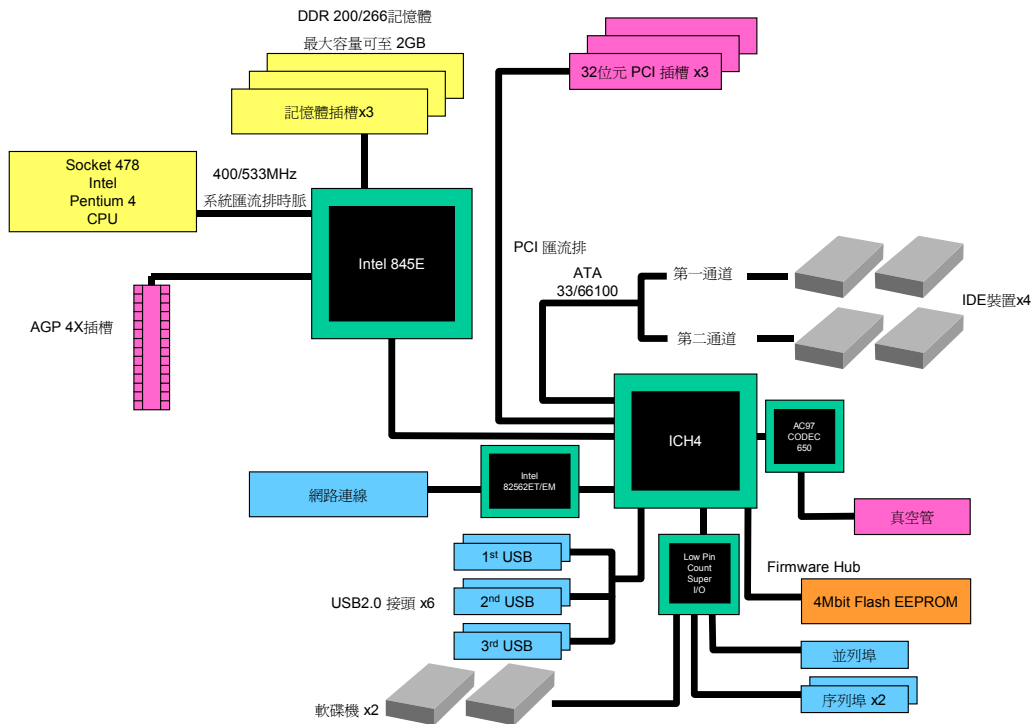 DDR 200/266記憶體
最大容量可至 2GB
記憶體插槽x3
32位元 PCI 插槽 x3
Socket 478
Intel
Pentium 4
CPU
400/533MHz
系統匯流排時脈
Intel 845E
AGP 4X插槽
PCI 匯流排
ATA
33/66100
第一通道
第二通道
IDE裝置x4
ICH4
AC97
CODEC
650
Intel
82562ET/EM
網路連線
真空管
1st USB
2nd USB
3rd USB
USB2.0 接頭 x6
Low Pin
Count
Super
I/O
Firmware Hub
4Mbit Flash EEPROM
並列埠
序列埠 x2
軟碟機 x2